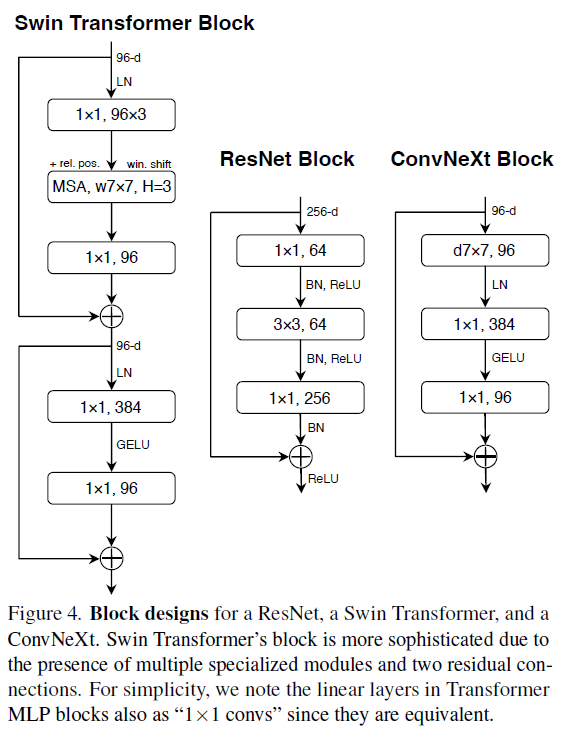 Swin Transformer Block
96-d
LN
1×1, 96×3
+ rel. pos. win. shift
MSA, w7×7, H=3
1×1, 96
96-d
LN
1×1, 384
GELU
1×1, 96
ResNet Block
256-d
1×1, 64
BN, ReLU
3×3, 64
BN, ReLU
1×1, 256
BN
ReLU
ConvNeXt Block
96-d
d7×7, 96
LN
1×1, 384
GELU
1×1, 96
Figure 4. Block designs for a ResNet, a Swin Transformer, and a
ConvNeXt. Swin Transformer's block is more sophisticated due to
the presence of multiple specialized modules and two residual con-
nections. For simplicity, we note the linear layers in Transformer
MLP blocks also as “1×1 convs” since they are equivalent.